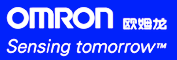 OMRON 欧姆龙
Sensing tomorrow™